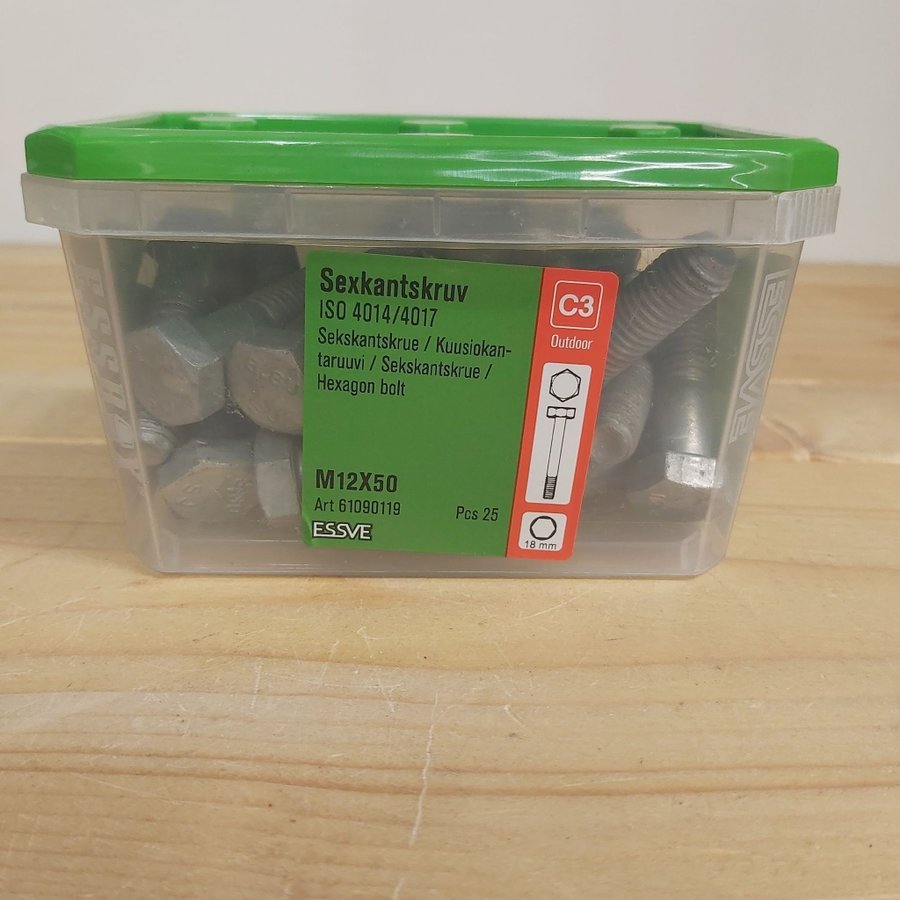 Sexkantskruv
ISO 4014/4017
Sekskantskrue / Kuusiokan-
taruuvi / Sekskantskrue /
Hexagon bolt
M12X50
Art 61090119
Pcs 25
ESSVE
C3
Outdoor
18 mm
ESSVE
ESSVE